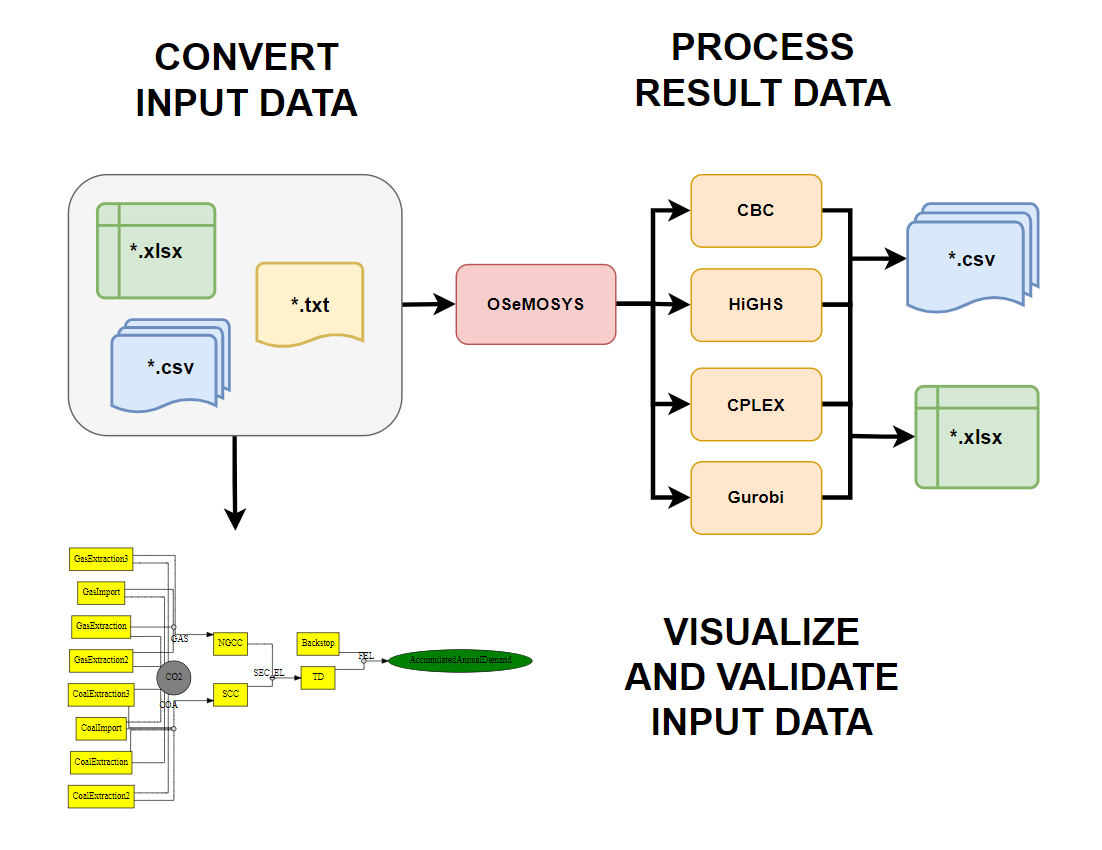 CONVERT
INPUT DATA
PROCESS
RESULT DATA
*.xlsx
*.txt
*.csv
OSeMOSYS
CBC
HiGHS
CPLEX
Gurobi
*.csv
*.xlsx
GasExtraction3
GasImport
GasExtraction
GasExtraction2
CoalExtraction3
CoalImport
CoalExtraction
CoalExtraction2
CO2
GAS
COA
NGCC
SCC
SEC_EL
Backstop
TD
FEL
AccumulatedAnnualDemand
VISUALIZE
AND VALIDATE
INPUT DATA